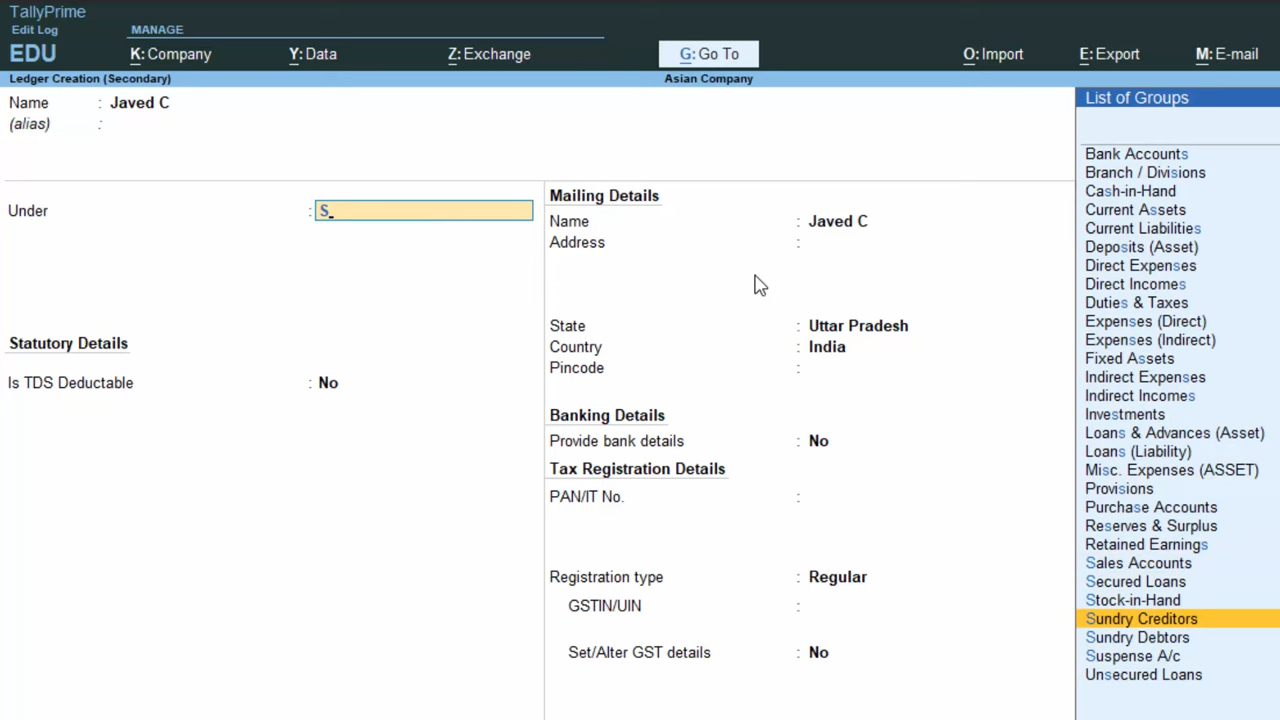 TallyPrime
Edit Log
MANAGE
EDU
K: Company
Y: Data
Z: Exchange
G: Go To
O: Import
E: Export
M: E-mail
Ledger Creation (Secondary)
Asian Company
Name : Javed C
(alias) :
Under : S
Statutory Details
Is TDS Deductable : No
Mailing Details
Name : Javed C
Address :
State : Uttar Pradesh
Country : India
Pincode :
Banking Details
Provide bank details : No
Tax Registration Details
PAN/IT No. :
Registration type : Regular
GSTIN/UIN :
Set/Alter GST details : No
List of Groups
Bank Accounts
Branch / Divisions
Cash-in-Hand
Current Assets
Current Liabilities
Deposits (Asset)
Direct Expenses
Direct Incomes
Duties & Taxes
Expenses (Direct)
Expenses (Indirect)
Fixed Assets
Indirect Expenses
Indirect Incomes
Investments
Loans & Advances (Asset)
Loans (Liability)
Misc. Expenses (ASSET)
Provisions
Purchase Accounts
Reserves & Surplus
Retained Earnings
Sales Accounts
Secured Loans
Stock-in-Hand
Sundry Creditors
Sundry Debtors
Suspense A/c
Unsecured Loans